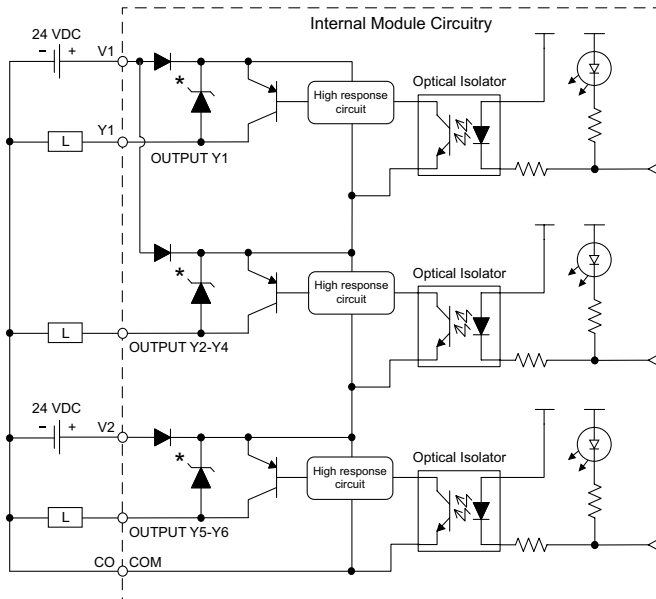 Internal Module Circuitry
24 VDC
− +
V1
*
High response
circuit
Optical Isolator
L
Y1
OUTPUT Y1
*
High response
circuit
Optical Isolator
L
OUTPUT Y2-Y4
24 VDC
− +
V2
*
High response
circuit
Optical Isolator
L
OUTPUT Y5-Y6
CO
COM